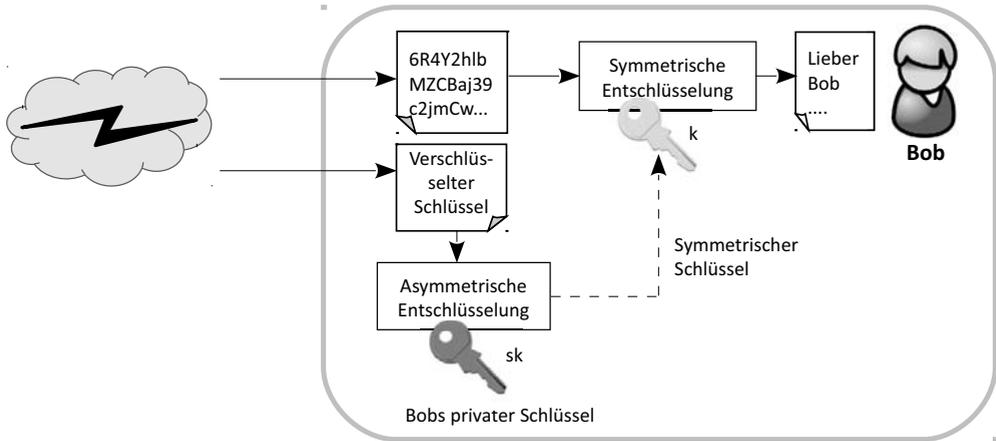 6R4Y2hlb
MZCBaj39
c2jmCw...
Symmetrische
Entschlüsselung
k
Lieber
Bob
....
Bob
Verschlüs-
selter
Schlüssel
Symmetrischer
Schlüssel
Asymmetrische
Entschlüsselung
sk
Bobs privater Schlüssel